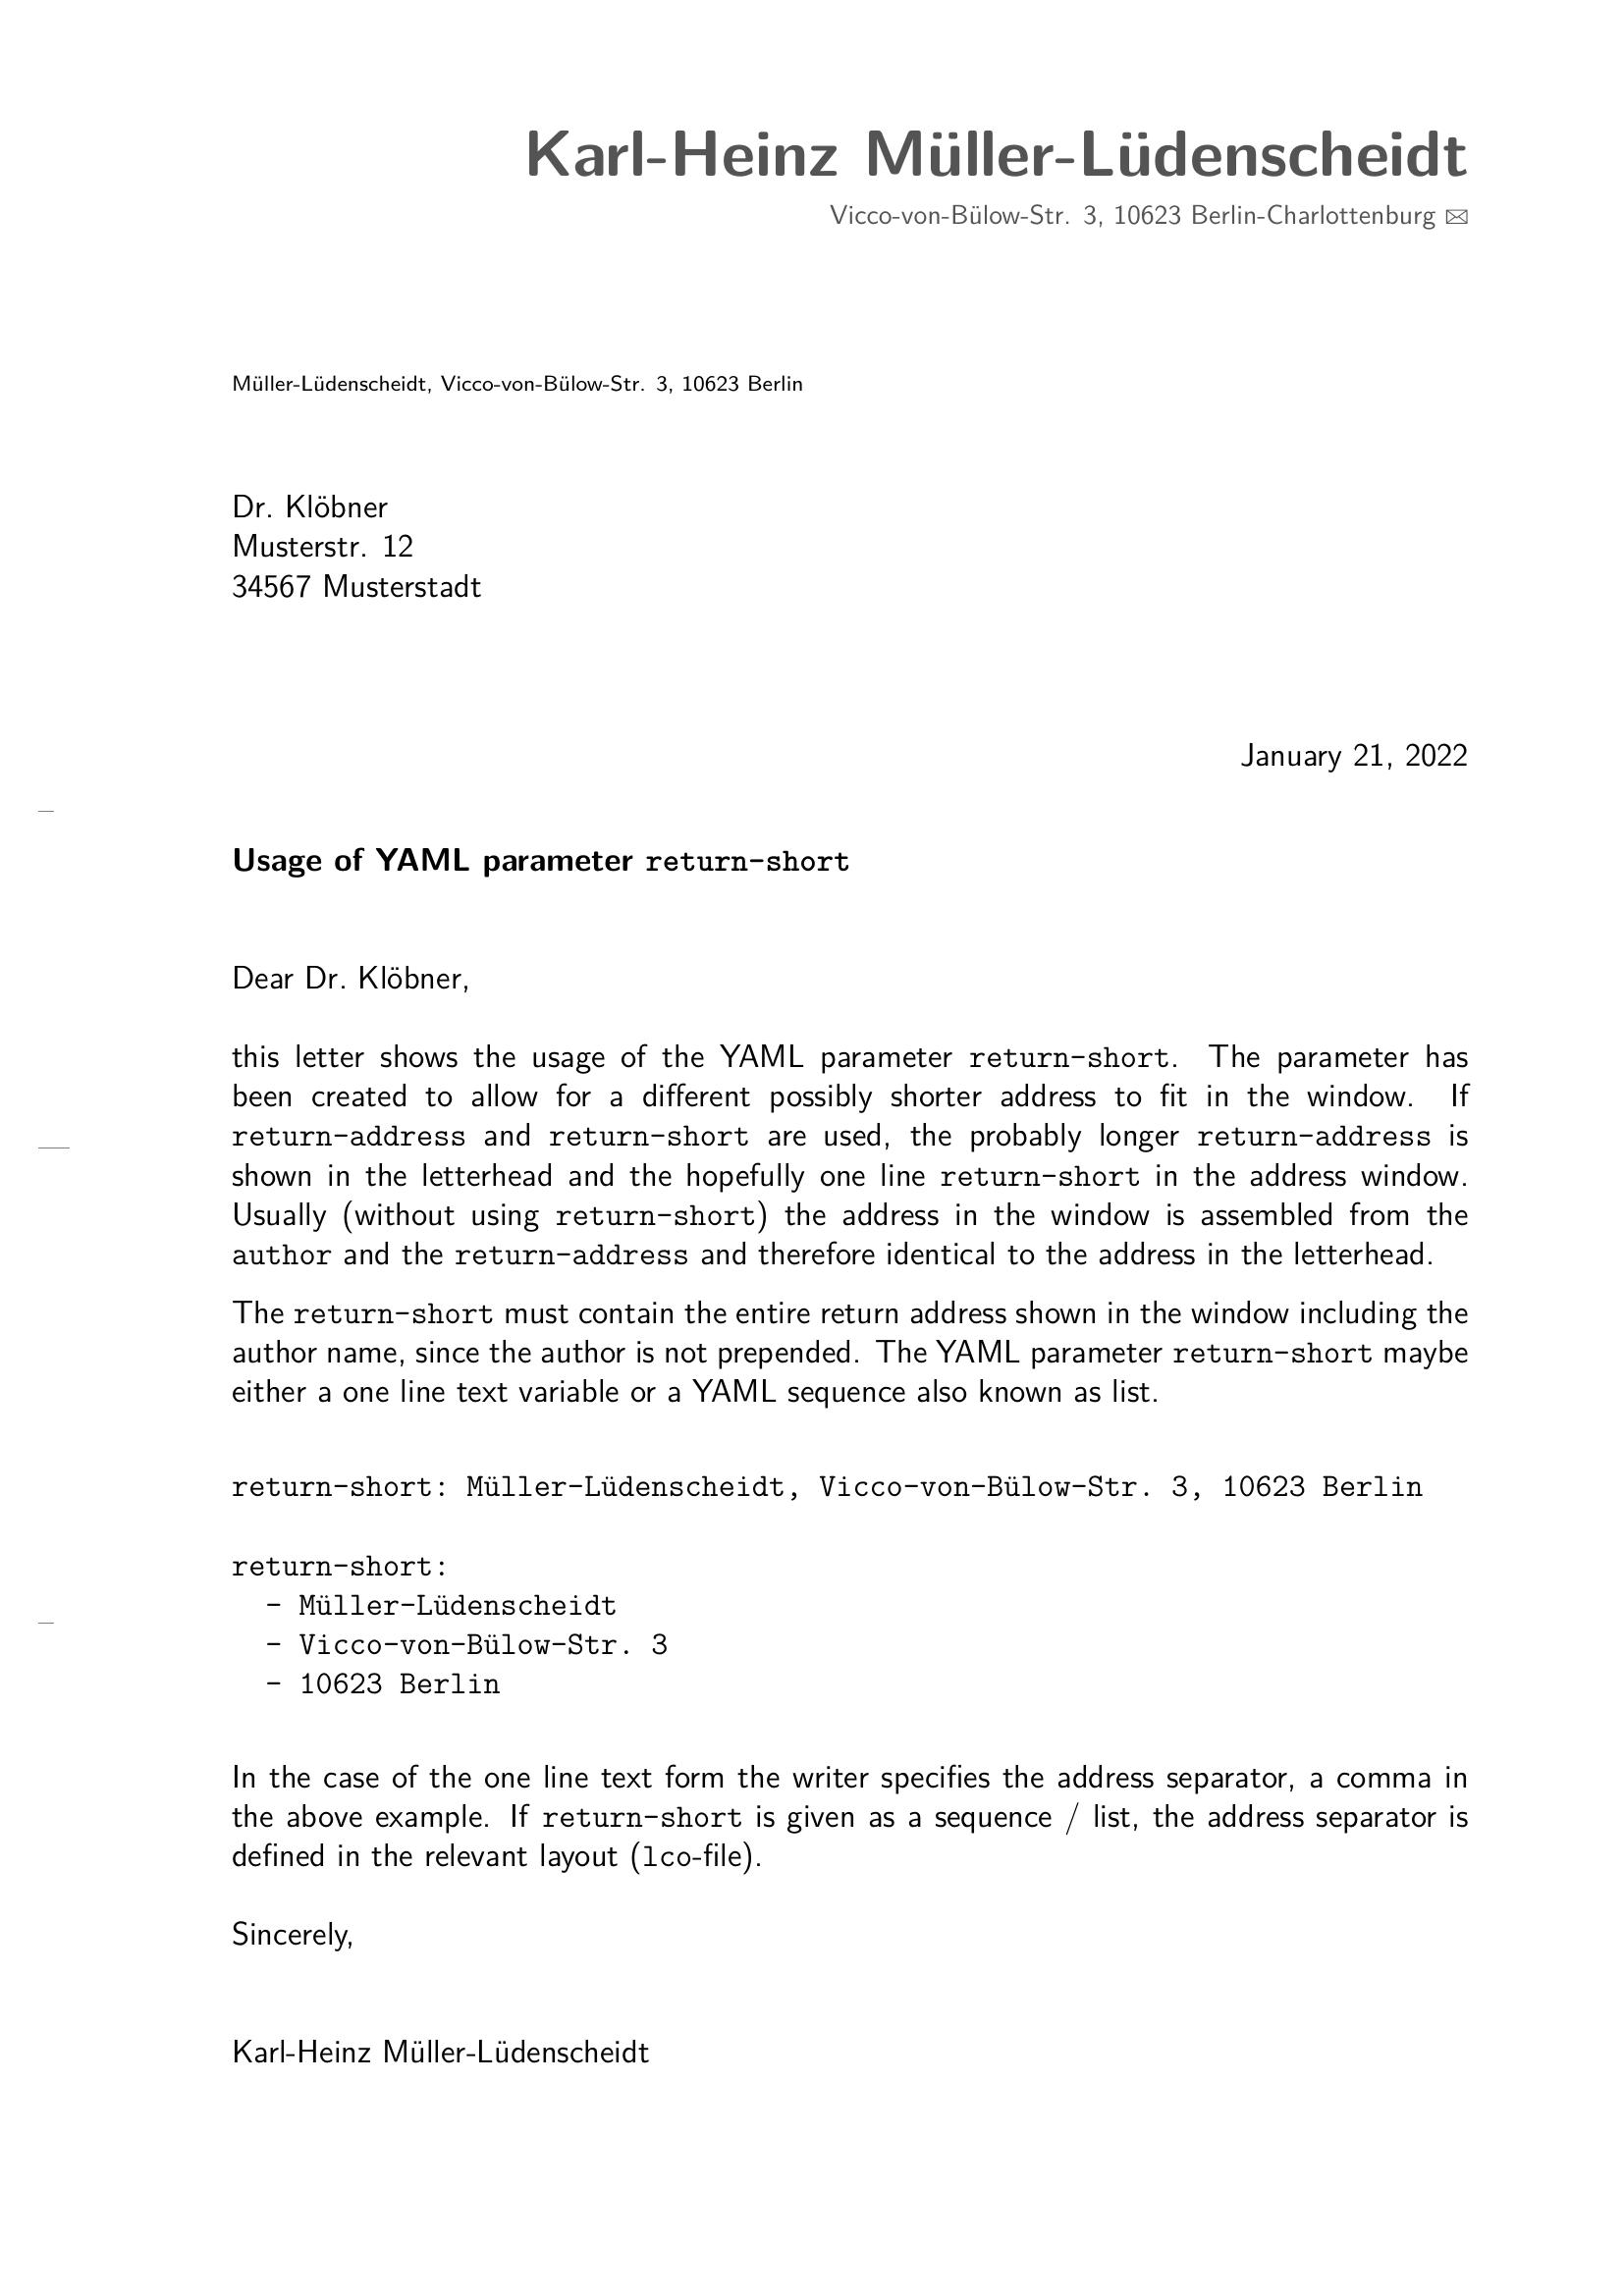 Karl-Heinz Müller-Lüdenscheidt
Vicco-von-Bülow-Str. 3, 10623 Berlin-Charlottenburg
Müller-Lüdenscheidt, Vicco-von-Bülow-Str. 3, 10623 Berlin
Dr. Klöbner
Musterstr. 12
34567 Musterstadt
January 21, 2022
Usage of YAML parameter return-short
Dear Dr. Klöbner,
this letter shows the usage of the YAML parameter return-short. The parameter has
been created to allow for a different possibly shorter address to fit in the window. If
return-address and return-short are used, the probably longer return-address is
shown in the letterhead and the hopefully one line return-short in the address window.
Usually (without using return-short) the address in the window is assembled from the
author and the return-address and therefore identical to the address in the letterhead.
The return-short must contain the entire return address shown in the window including the
author name, since the author is not prepended. The YAML parameter return-short maybe
either a one line text variable or a YAML sequence also known as list.
return-short: Müller-Lüdenscheidt, Vicco-von-Bülow-Str. 3, 10623 Berlin
return-short:
- Müller-Lüdenscheidt
- Vicco-von-Bülow-Str. 3
- 10623 Berlin
In the case of the one line text form the writer specifies the address separator, a comma in
the above example. If return-short is given as a sequence / list, the address separator is
defined in the relevant layout (lco-file).
Sincerely,
Karl-Heinz Müller-Lüdenscheidt